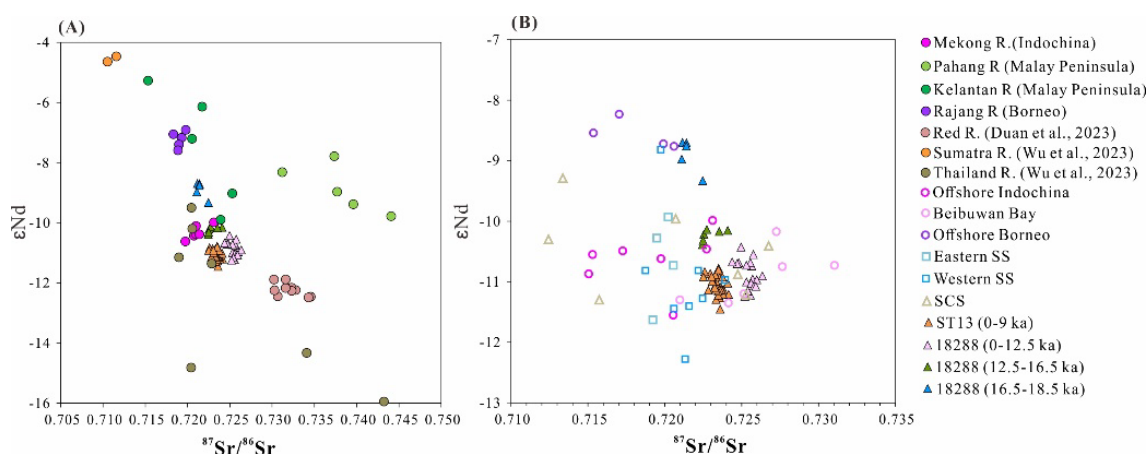 (A)
-4
-6
-8
-10
-12
-14
-16
εNd
0.705 0.710 0.715 0.720 0.725 0.730 0.735 0.740 0.745 0.750
⁸⁷Sr/⁸⁶Sr
(B)
-7
-8
-9
-10
-11
-12
-13
εNd
0.710 0.715 0.720 0.725 0.730 0.735
⁸⁷Sr/⁸⁶Sr
Mekong R.(Indochina)
Pahang R (Malay Peninsula)
Kelantan R (Malay Peninsula)
Rajang R (Borneo)
Red R. (Duan et al., 2023)
Sumatra R. (Wu et al., 2023)
Thailand R. (Wu et al., 2023)
Offshore Indochina
Beibuwan Bay
Offshore Borneo
Eastern SS
Western SS
SCS
ST13 (0-9 ka)
18288 (0-12.5 ka)
18288 (12.5-16.5 ka)
18288 (16.5-18.5 ka)